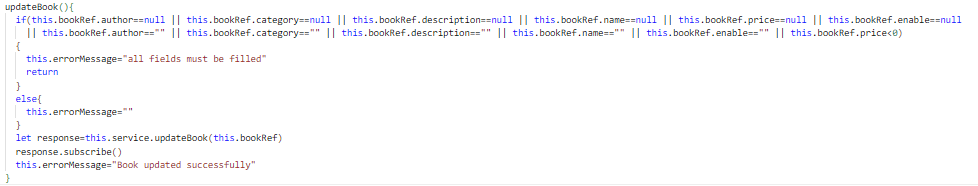 updateBook(){
if(this.bookRef.author==null || this.bookRef.category==null || this.bookRef.description==null || this.bookRef.name==null || this.bookRef.price==null || this.bookRef.enable==null
|| this.bookRef.author=="" || this.bookRef.category=="" || this.bookRef.description=="" || this.bookRef.name=="" || this.bookRef.enable=="" || this.bookRef.price<0)
{
this.errorMessage="all fields must be filled"
return
}
else{
this.errorMessage=""
}
let response=this.service.updateBook(this.bookRef)
response.subscribe()
this.errorMessage="Book updated successfully"
}